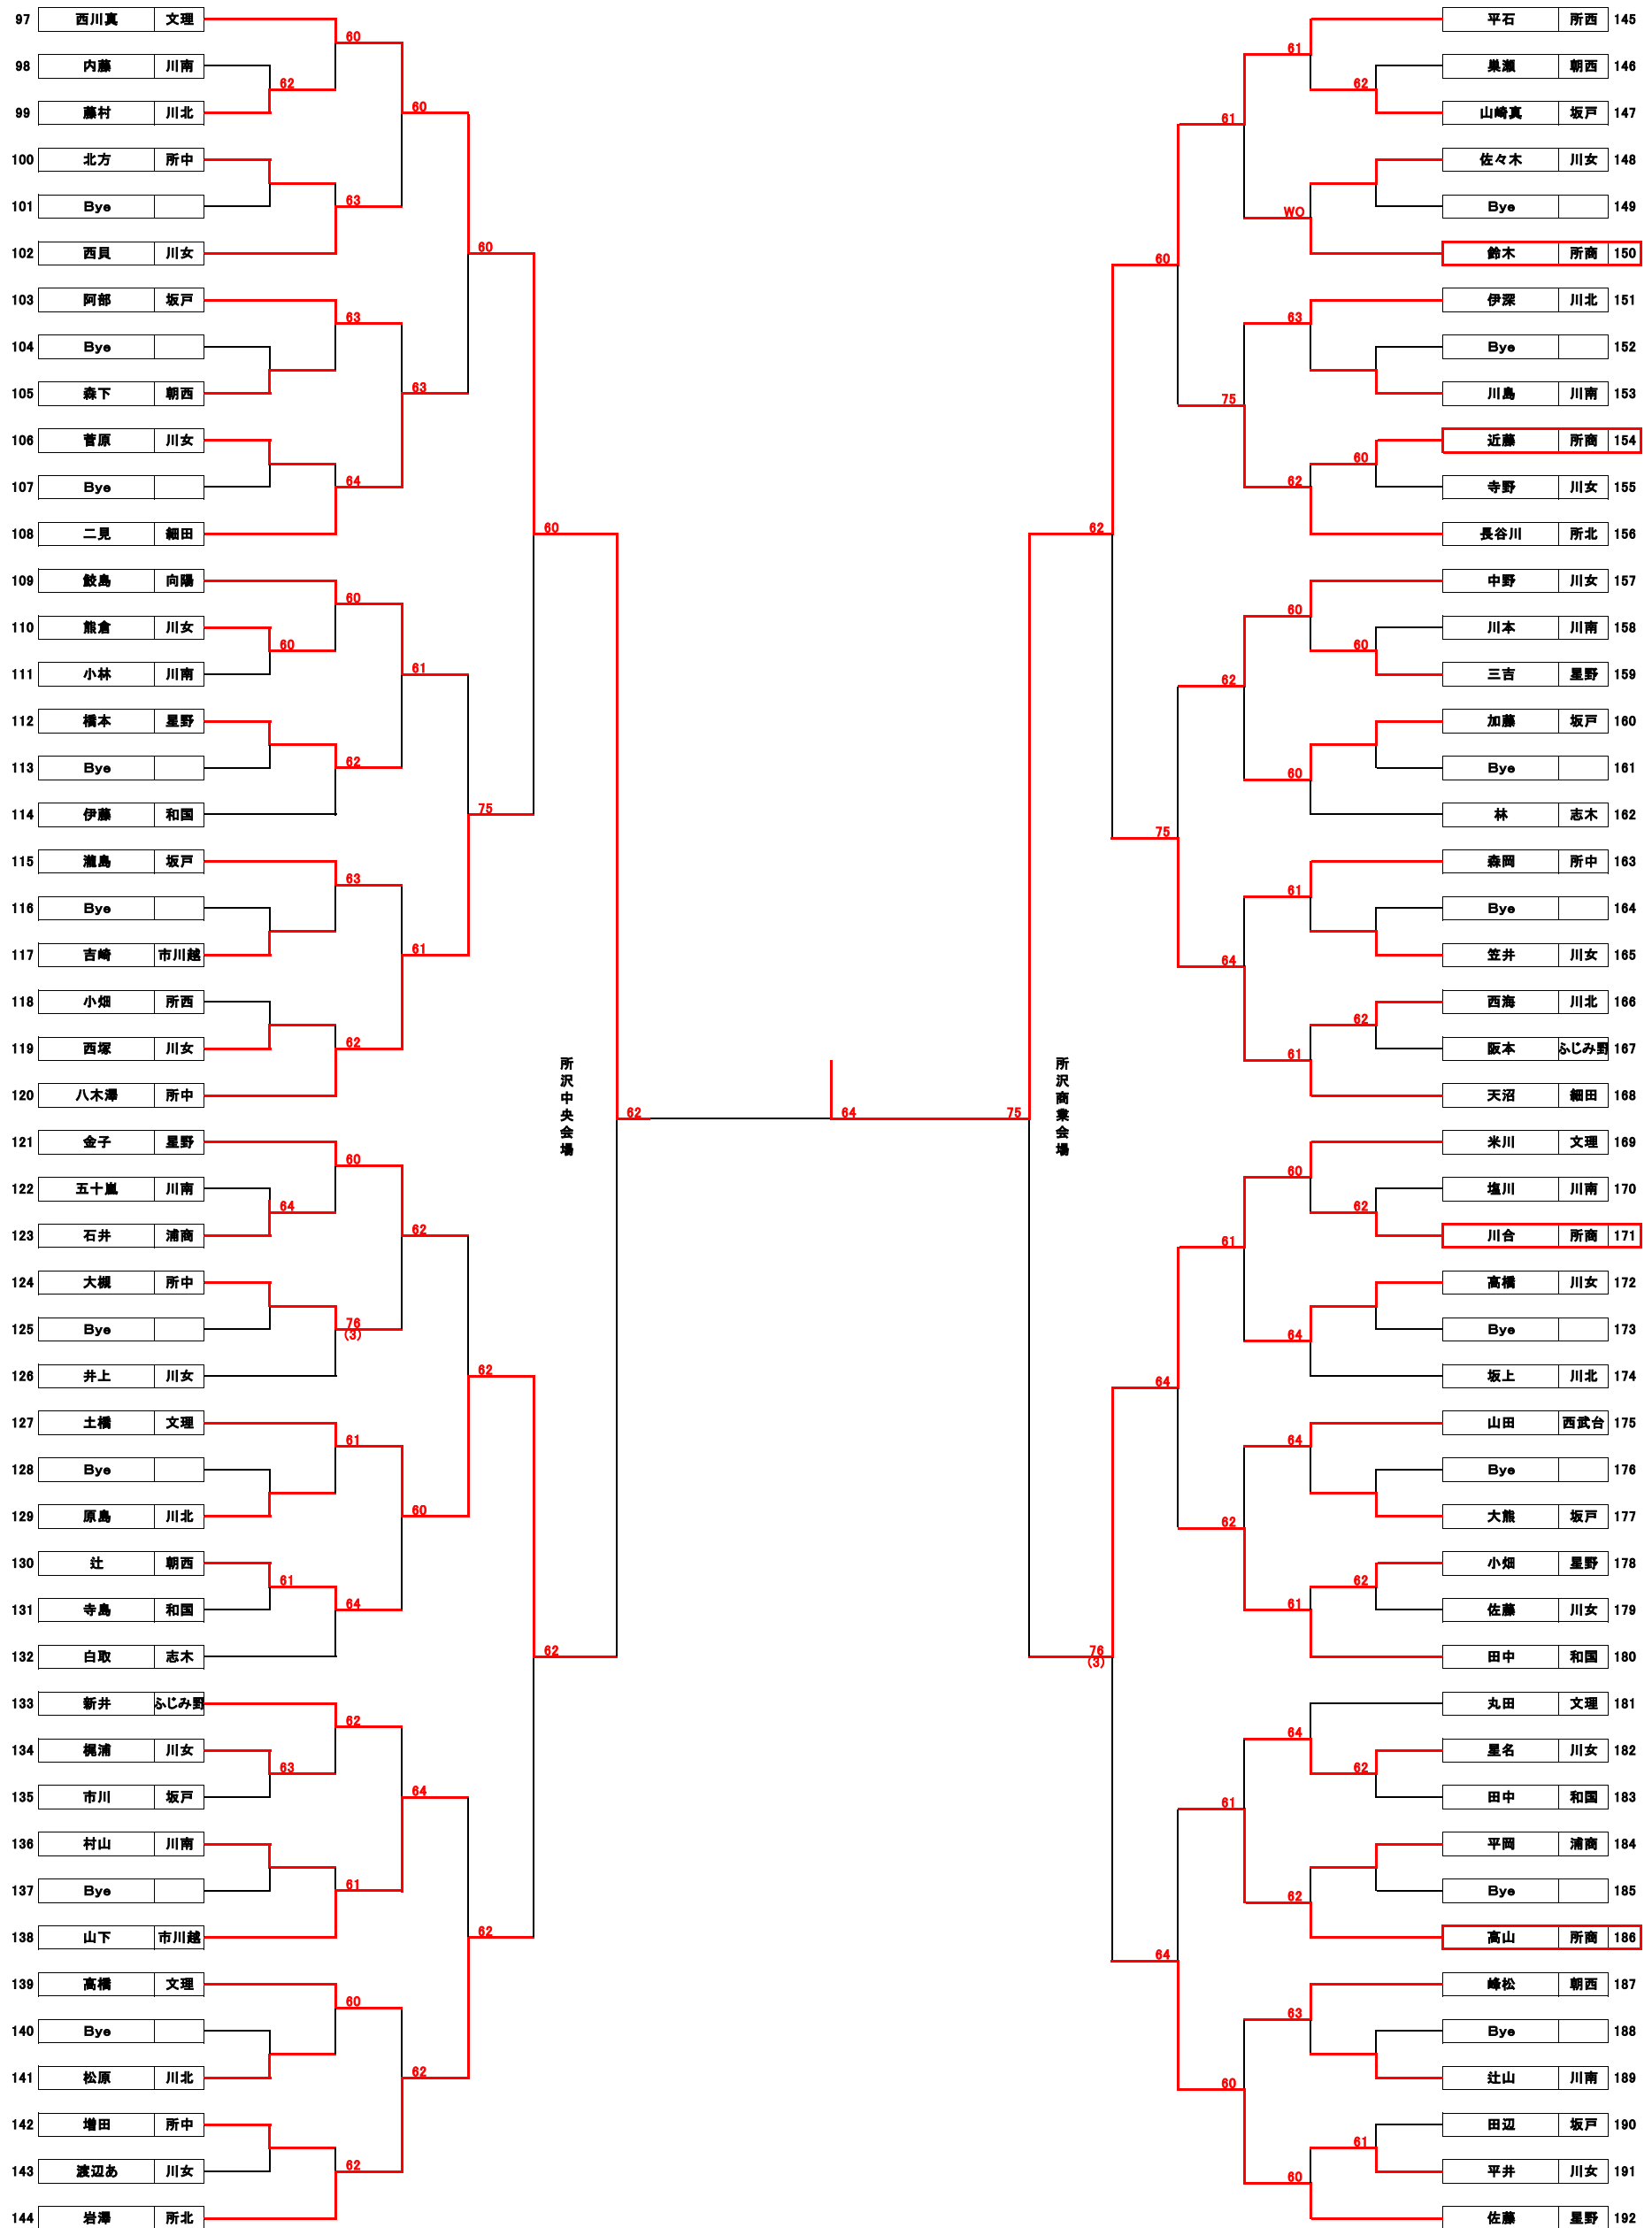 97 西川真 文理
98 内藤 川南
99 藤村 川北
100 北方 所中
101 Bye
102 西貝 川女
103 阿部 坂戸
104 Bye
105 森下 朝西
106 菅原 川女
107 Bye
108 二見 細田
109 鮫島 向陽
110 熊倉 川女
111 小林 川南
112 橋本 星野
113 Bye
114 伊藤 和国
115 瀧島 坂戸
116 Bye
117 吉崎 市川越
118 小畑 所西
119 西塚 川女
120 八木澤 所中
121 金子 星野
122 五十嵐 川南
123 石井 浦商
124 大槻 所中
125 Bye
126 井上 川女
127 土橋 文理
128 Bye
129 原島 川北
130 辻 朝西
131 寺島 和国
132 白取 志木
133 新井 ふじみ野
134 梶浦 川女
135 市川 坂戸
136 村山 川南
137 Bye
138 山下 市川越
139 高橋 文理
140 Bye
141 松原 川北
142 増田 所中
143 渡辺あ 川女
144 岩澤 所北
60
62
63
63
64
60
60
62
63
62
60
64
76
(3)
61
61
64
62
63
61
60
62
60
63
61
61
62
60
64
62
60
75
62
62
60
62
62
所沢中央会場
64
75
所沢商業会場
62
76
(3)
60
75
64
64
61
75
62
64
61
62
61
60
61
62
WO
63
60
62
60
60
60
61
62
61
60
62
64
64
62
61
64
62
62
63
61
60
平石 所西 145
巣瀬 朝西 146
山崎真 坂戸 147
佐々木 川女 148
Bye 149
鈴木 所商 150
伊深 川北 151
Bye 152
川島 川南 153
近藤 所商 154
寺野 川女 155
長谷川 所北 156
中野 川女 157
川本 川南 158
三吉 星野 159
加藤 坂戸 160
Bye 161
林 志木 162
森岡 所中 163
Bye 164
笠井 川女 165
西海 川北 166
阪本 ふじみ野 167
天沼 細田 168
米川 文理 169
塩川 川南 170
川合 所商 171
高橋 川女 172
Bye 173
坂上 川北 174
山田 西武台 175
Bye 176
大熊 坂戸 177
小畑 星野 178
佐藤 川女 179
田中 和国 180
丸田 文理 181
星名 川女 182
田中 和国 183
平岡 浦商 184
Bye 185
高山 所商 186
峰松 朝西 187
Bye 188
辻山 川南 189
田辺 坂戸 190
平井 川女 191
佐藤 星野 192